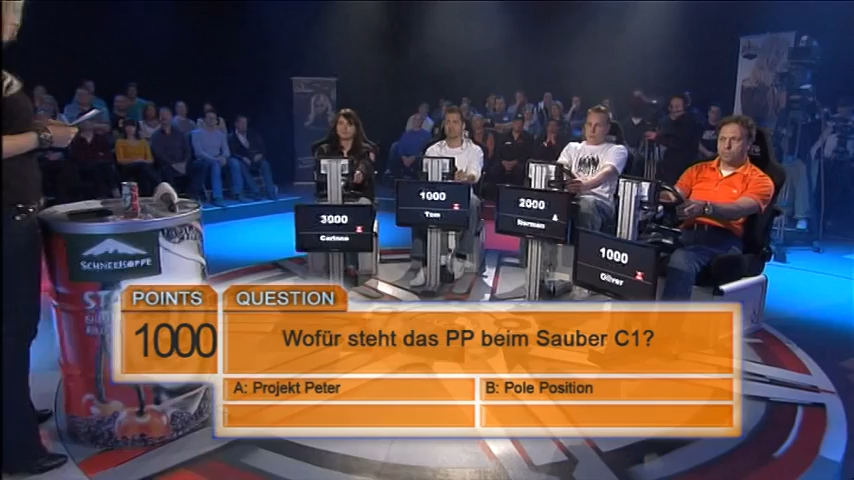 3000
Corinna
1000
Tom
2000
Norman
1000
Oliver
SCHNEEKOPPE
POINTS
QUESTION
1000
Wofür steht das PP beim Sauber C1?
A: Projekt Peter
B: Pole Position